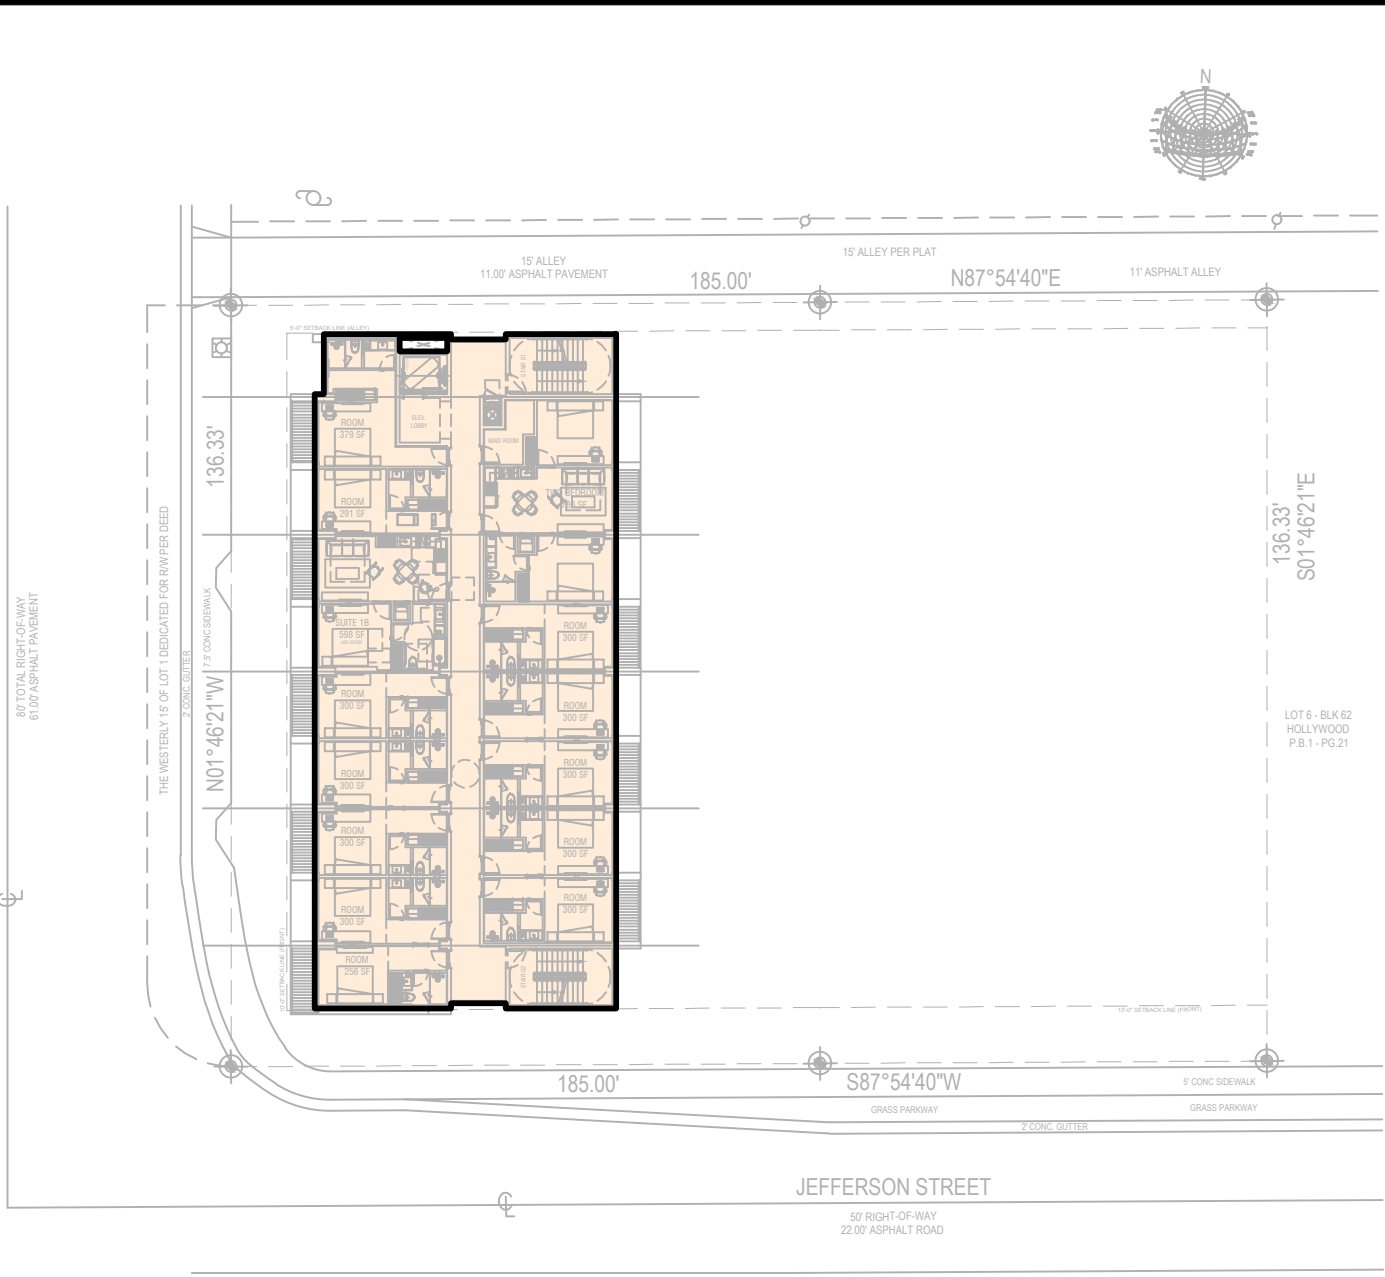 N
15' ALLEY
11.00' ASPHALT PAVEMENT
185.00'
15' ALLEY PER PLAT
N87°54'40"E
11' ASPHALT ALLEY
5'-0" SETBACK LINE (ALLEY)
STAIR 01
ELEV.
LOBBY
MAID ROOM
ROOM
379 SF
ROOM
291 SF
SUITE 1B
598 SF
ROOM
300 SF
ROOM
300 SF
ROOM
300 SF
ROOM
300 SF
ROOM
300 SF
ROOM
300 SF
ROOM
300 SF
ROOM
300 SF
ROOM
300 SF
ROOM
256 SF
STAIR 02
136.33'
N01°46'21"W
7.5' CONC SIDEWALK
2' CONC. GUTTER
THE WESTERLY 15' OF LOT 1 DEDICATED FOR R/W PER DEED
80' TOTAL RIGHT-OF-WAY
61.00' ASPHALT PAVEMENT
10'-0" SETBACK LINE (FRONT)
136.33'
S01°46'21"E
LOT 6 - BLK 62
HOLLYWOOD
P.B.1 - PG.21
10'-0" SETBACK LINE (FRONT)
185.00'
S87°54'40"W
5' CONC SIDEWALK
GRASS PARKWAY
GRASS PARKWAY
2' CONC. GUTTER
JEFFERSON STREET
50' RIGHT-OF-WAY
22.00' ASPHALT ROAD